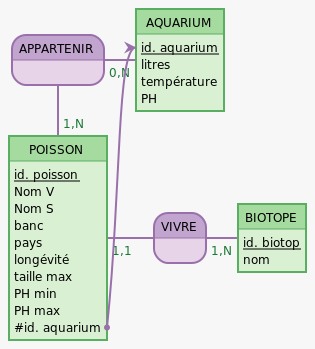 AQUARIUM
id. aquarium
litres
température
PH
APPARTENIR
0,N
1,N
POISSON
id. poisson
Nom V
Nom S
banc
pays
longévité
taille max
PH min
PH max
#id. aquarium
1,1
VIVRE
1,N
BIOTOPE
id. biotop
nom